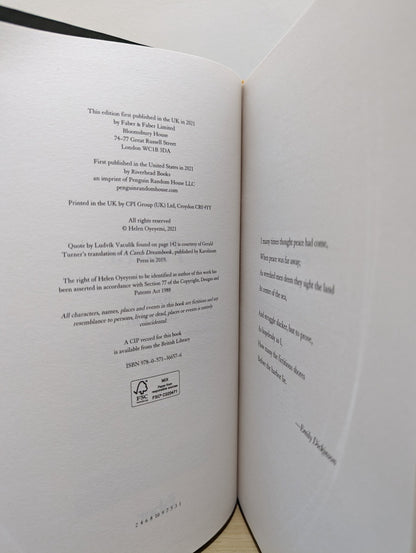 This edition first published in the UK in 2021
by Faber & Faber Limited
Bloomsbury House
74–77 Great Russell Street
London WC1B 3DA
First published in the United States in 2021
by Riverhead Books
an imprint of Penguin Random House LLC
penguinrandomhouse.com
Printed in the UK by CPI Group (UK) Ltd, Croydon CR0 4YY
All rights reserved
© Helen Oyeyemi, 2021
Quote by Ludvík Vaculík found on page 142 is courtesy of Gerald
Turner's translation of A Czech Dreambook, published by Karolinum
Press in 2019.
The right of Helen Oyeyemi to be identified as author of this work has
been asserted in accordance with Section 77 of the Copyright, Designs and
Patents Act 1988
All characters, names, places and events in this book are fictitious and any
resemblance to persons, living or dead, places or events is entirely
coincidental
A CIP record for this book
is available from the British Library
ISBN 978–0–571–36657–6
FSC
MIX
Paper from
responsible sources
FSC® C020471
2 4 6 8 10 9 7 5 3 1
I many times thought peace had come,
When peace was far away;
As wrecked men deem they sight the land
At centre of the sea,
And struggle slacker, but to prove,
As hopelessly as I,
How many the fictitious shores
Before the harbor lie.
—Emily Dickinson